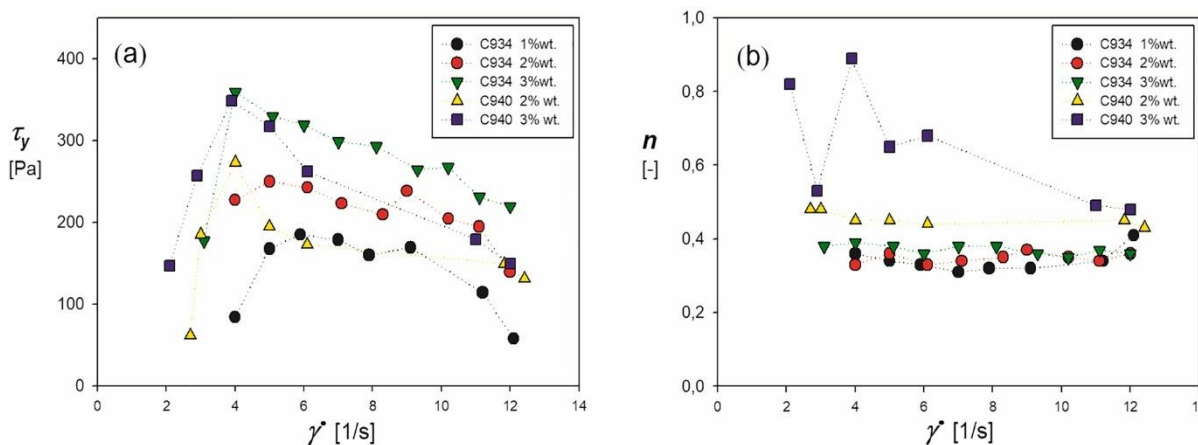 (a)
C934 1%wt.
C934 2%wt.
C934 3%wt.
C940 2% wt.
C940 3% wt.
400
300
200
100
0
τy
[Pa]
0 2 4 6 8 10 12 14
γ• [1/s]
(b)
C934 1%wt.
C934 2%wt.
C934 3%wt.
C940 2% wt.
C940 3% wt.
1,0
0,8
0,6
0,4
0,2
0,0
n
[-]
0 2 4 6 8 10 12 14
γ• [1/s]